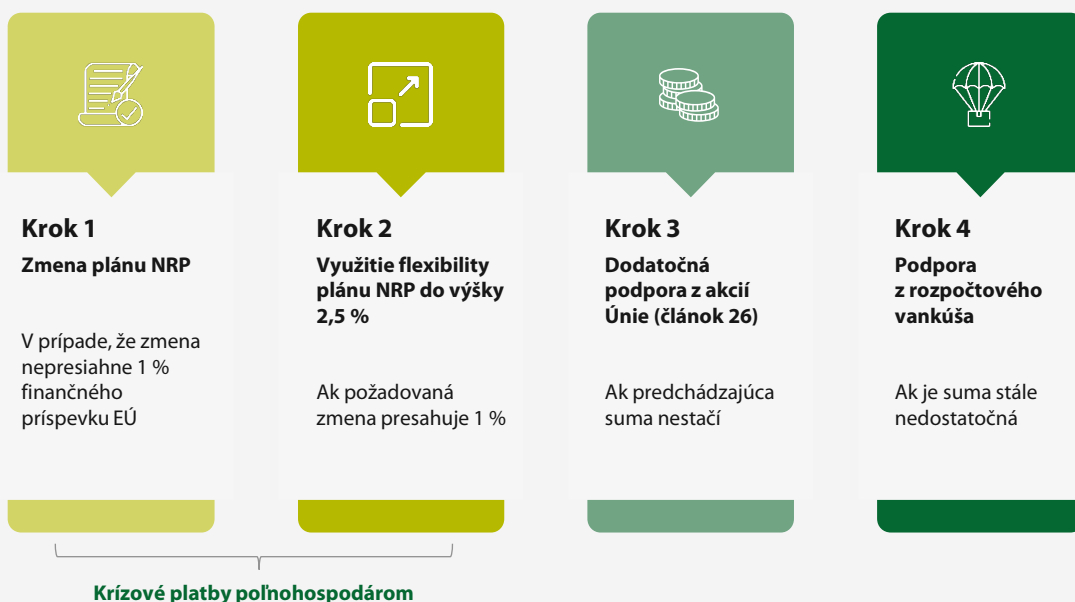 Krok 1
Zmena plánu NRP
V prípade, že zmena
nepresiahne 1 %
finančného
príspevku EÚ
Krok 2
Využitie flexibility
plánu NRP do výšky
2,5 %
Ak požadovaná
zmena presahuje 1 %
Krok 3
Dodatočná
podpora z akcií
Únie (článok 26)
Ak predchádzajúca
suma nestačí
Krok 4
Podpora
z rozpočtového
vankúša
Ak je suma stále
nedostatočná
Krízové platby poľnohospodárom